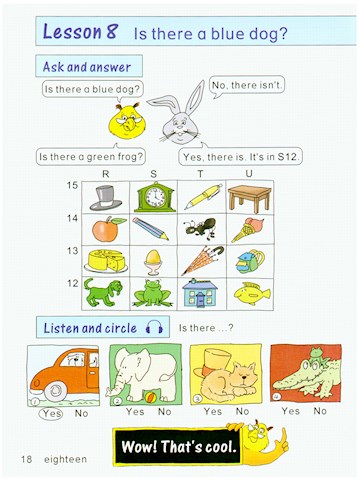 Lesson 8 Is there a blue dog?
Ask and answer
Is there a blue dog?
No, there isn't.
Is there a green frog?
Yes, there is. It's in S12.
R S T U
15
14
13
12
Listen and circle Is there ...?
1 2 3 4
Yes No Yes No Yes No Yes No
Wow! That's cool.
18 eighteen